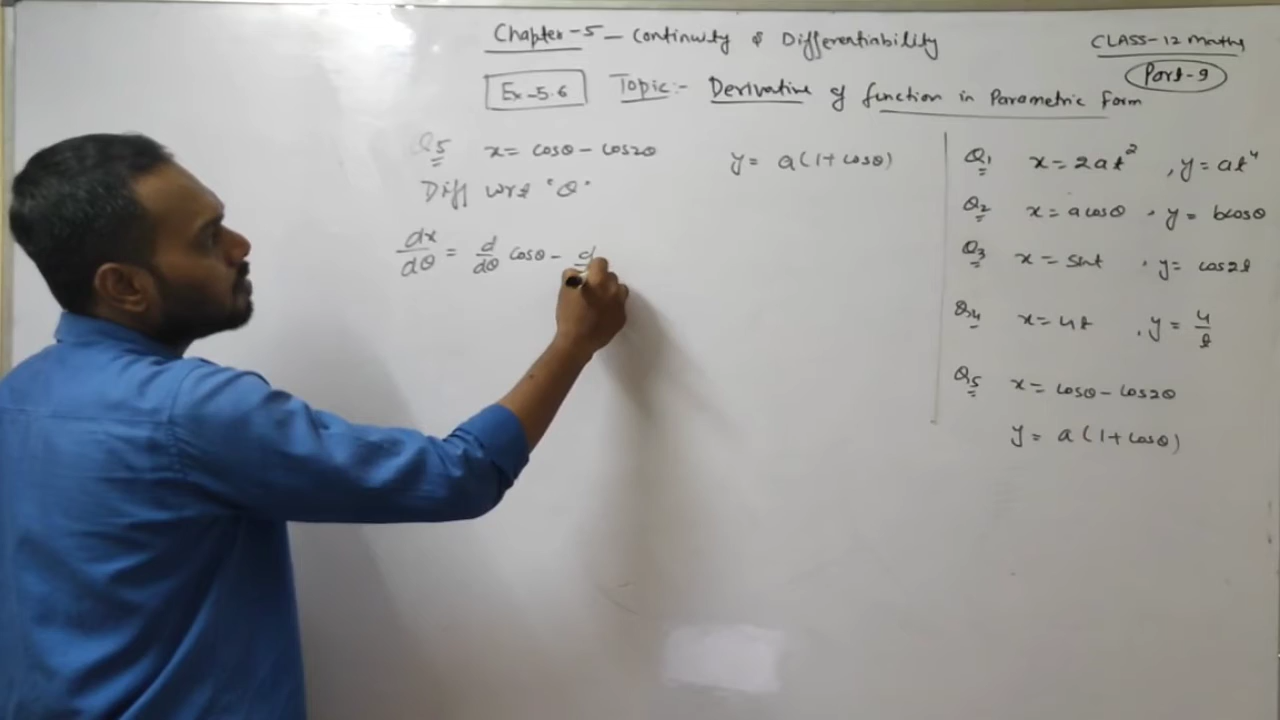 Chapter-5 — Continuity & Differentiability
CLASS-12 Maths
Part-9
Ex-5.6 Topic:- Derivative of function in Parametric form
Q5 x = cosθ - cos2θ y = a(1+cosθ)
Diff wrt 'θ'
dx/dθ = d/dθ cosθ - d
Q1 x = 2at², y = at⁴
Q2 x = a cosθ, y = bcosθ
Q3 x = sint, y = cos2t
Q4 x = 4t, y = 4/t
Q5 x = cosθ - cos2θ
y = a(1+cosθ)